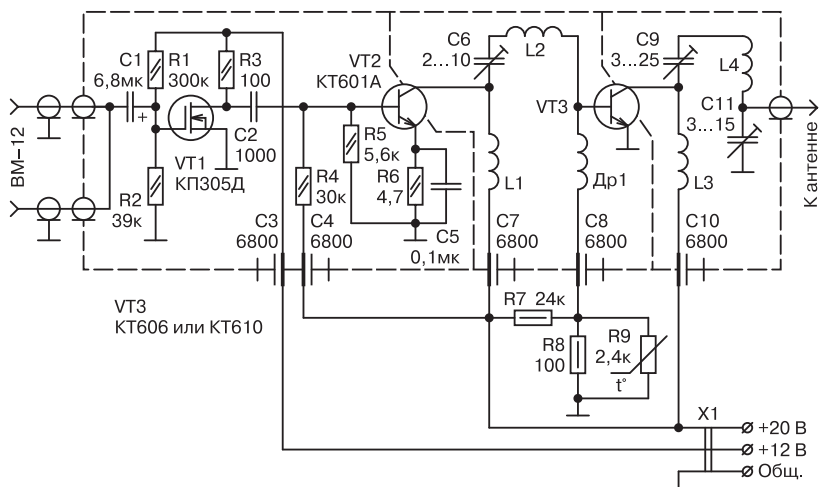 C1
6,8мк
+
R1
300к
R3
100
C2
1000
VT1
КП305Д
R2
39к
ВМ–12
VT2
КТ601А
R5
5,6к
R4
30к
R6
4,7
C5
0,1мк
C3
6800
C4
6800
C6
2...10
L2
L1
C7
6800
VT3
Др1
C8
6800
C9
3...25
L4
C11
3...15
L3
C10
6800
К антенне
VT3
КТ606 или КТ610
R7 24к
R8
100
R9
2,4к
t°
X1
+20 В
+12 В
Общ.